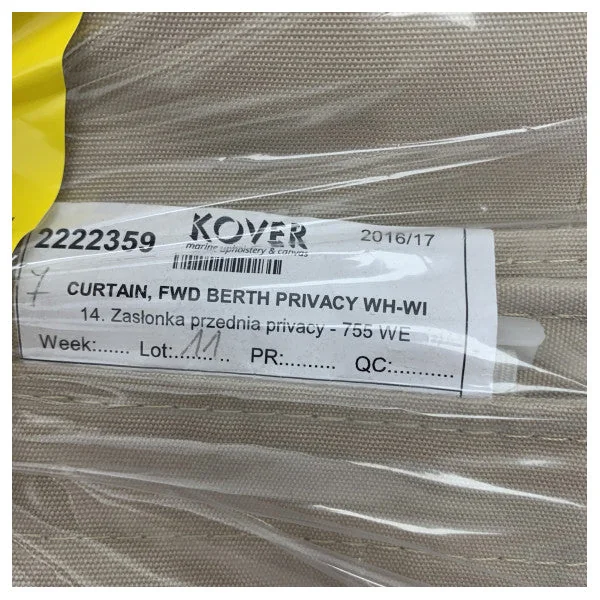 2222359
KOVER
marine upholstery & canvas
2016/17
7
CURTAIN, FWD BERTH PRIVACY WH-WI
14. Zasłonka przednia privacy - 755 WE
Week:...... Lot:...11... PR:......... QC:..........